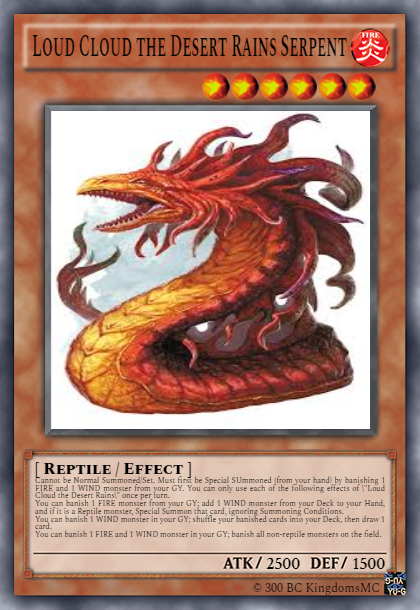 Loud Cloud the Desert Rains Serpent
FIRE
炎
[ Reptile / Effect ]
Cannot be Normal Summoned/Set. Must first be Special SUmmoned (from your hand) by banishing 1
FIRE and 1 WIND monster from your GY. You can only use each of the following effects of \"Loud
Cloud the Desert Rains\" once per turn.
You can banish 1 FIRE monster from your GY; add 1 WIND monster from your Deck to your Hand,
and if it is a Reptile monster, Special Summon that card, ignoring Summoning Conditions.
You can banish 1 WIND monster in your GY; shuffle your banished cards into your Deck, then draw 1
card.
You can banish 1 FIRE and 1 WIND monster in your GY; banish all non-reptile monsters on the field.
ATK / 2500 DEF / 1500
© 300 BC KingdomsMC
YU-G